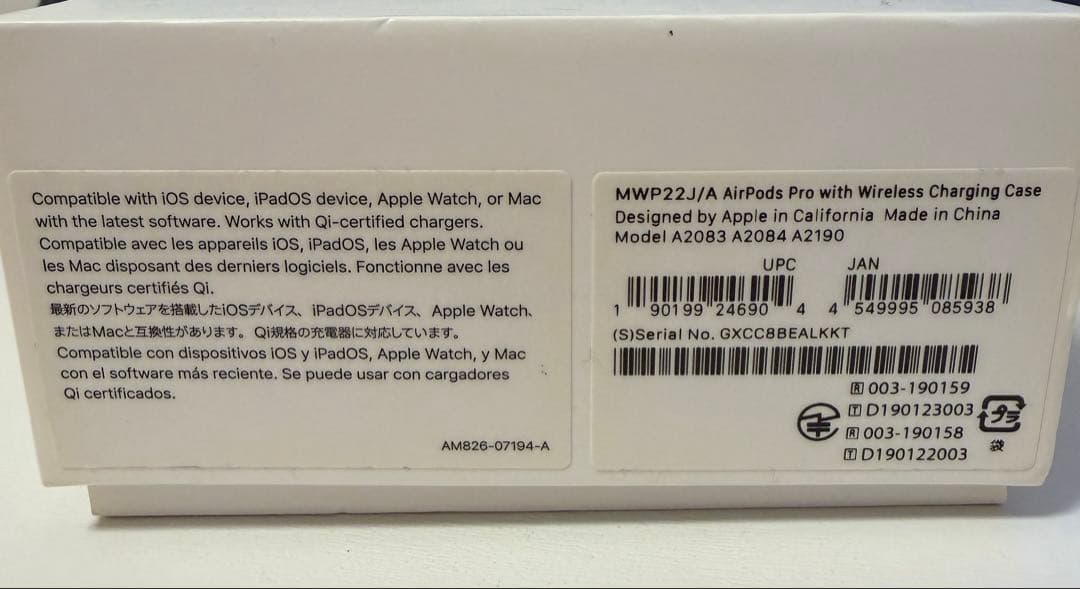 Compatible with iOS device, iPadOS device, Apple Watch, or Mac
with the latest software. Works with Qi-certified chargers.
Compatible avec les appareils iOS, iPadOS, les Apple Watch ou
les Mac disposant des derniers logiciels. Fonctionne avec les
chargeurs certifiés Qi.
最新のソフトウェアを搭載したiOSデバイス、iPadOSデバイス、Apple Watch、
またはMacと互換性があります。Qi規格の充電器に対応しています。
Compatible con dispositivos iOS y iPadOS, Apple Watch, y Mac
con el software más reciente. Se puede usar con cargadores
Qi certificados.
AM826-07194-A
MWP22J/A AirPods Pro with Wireless Charging Case
Designed by Apple in California Made in China
Model A2083 A2084 A2190
UPC JAN
1 90199 24690 4 4 549995 085938
(S)Serial No. GXCC8BEALKKT
R 003-190159
T D190123003
R 003-190158
T D190122003
プラ
袋